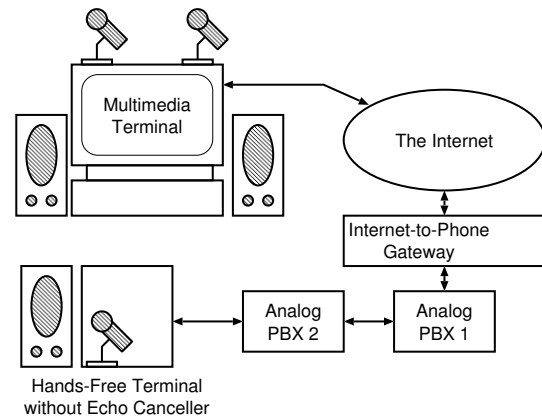 Multimedia
Terminal
The Internet
Internet-to-Phone
Gateway
Analog
PBX 2
Analog
PBX 1
Hands-Free Terminal
without Echo Canceller